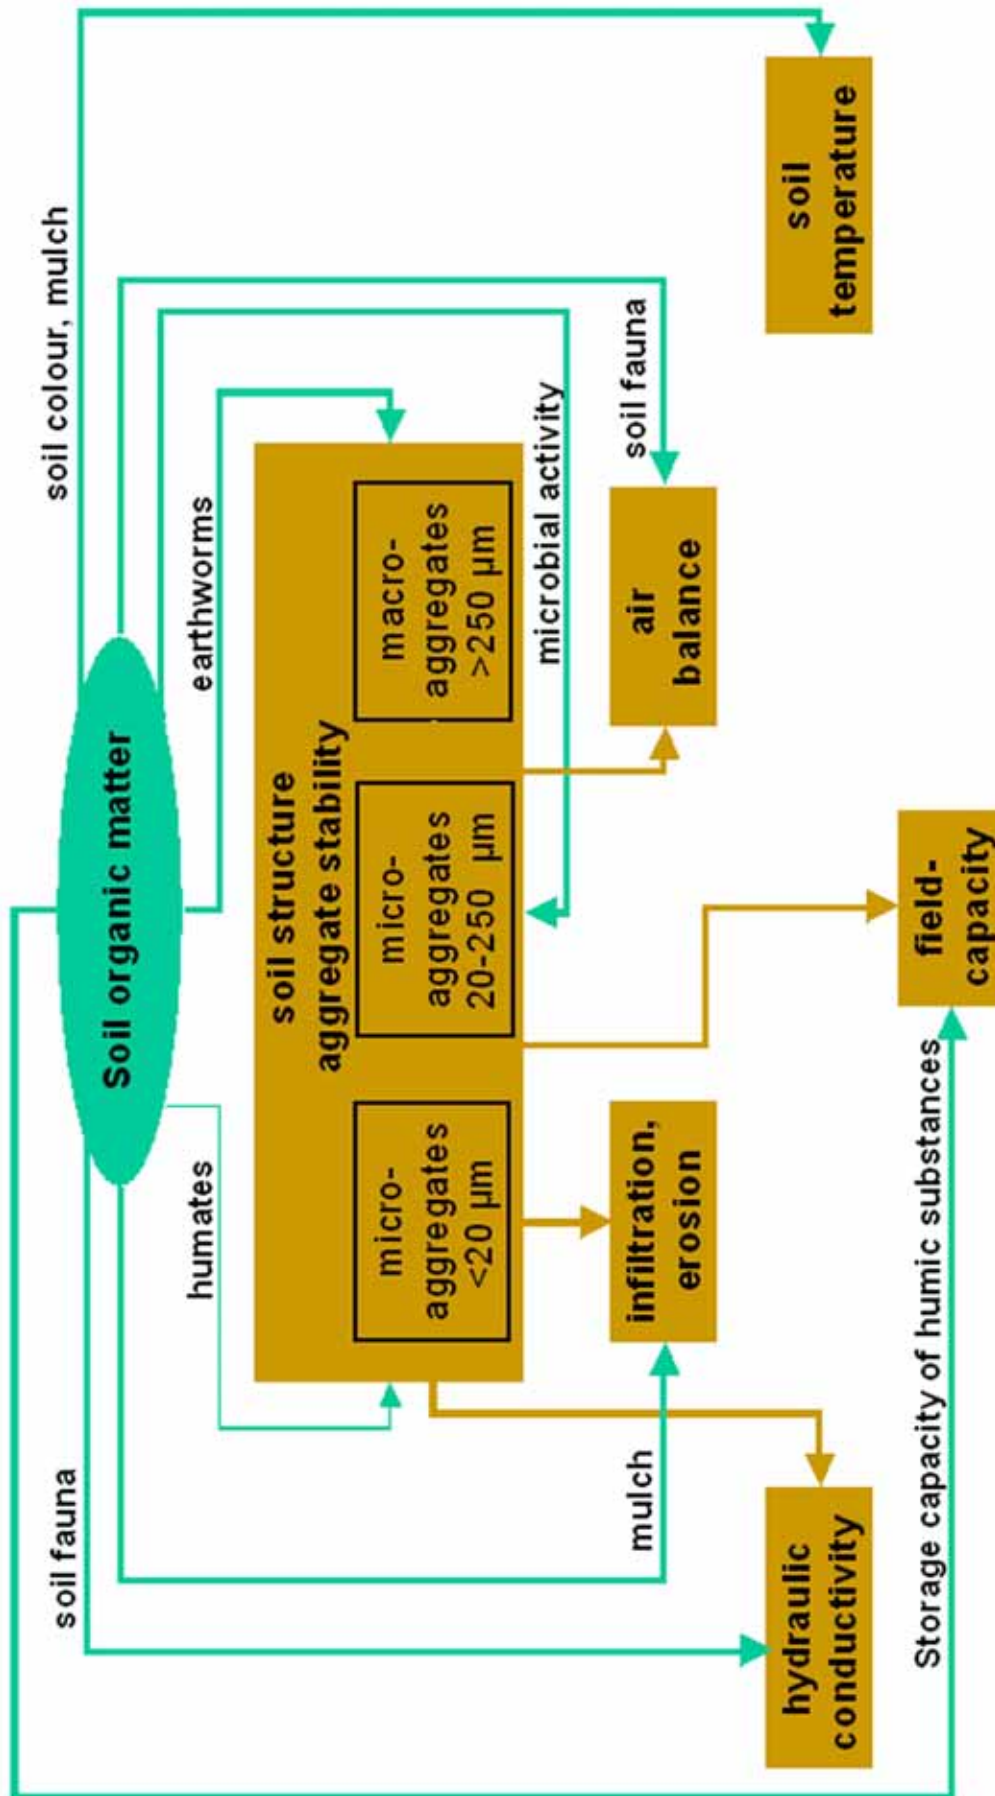 Soil organic matter
soil fauna
humates
earthworms
soil colour, mulch
soil structure
aggregate stability
micro-
aggregates
<20 µm
micro-
aggregates
20-250 µm
macro-
aggregates
>250 µm
mulch
microbial activity
soil fauna
infiltration,
erosion
air
balance
hydraulic
conductivity
soil
temperature
Storage capacity of humic substances
field-
capacity